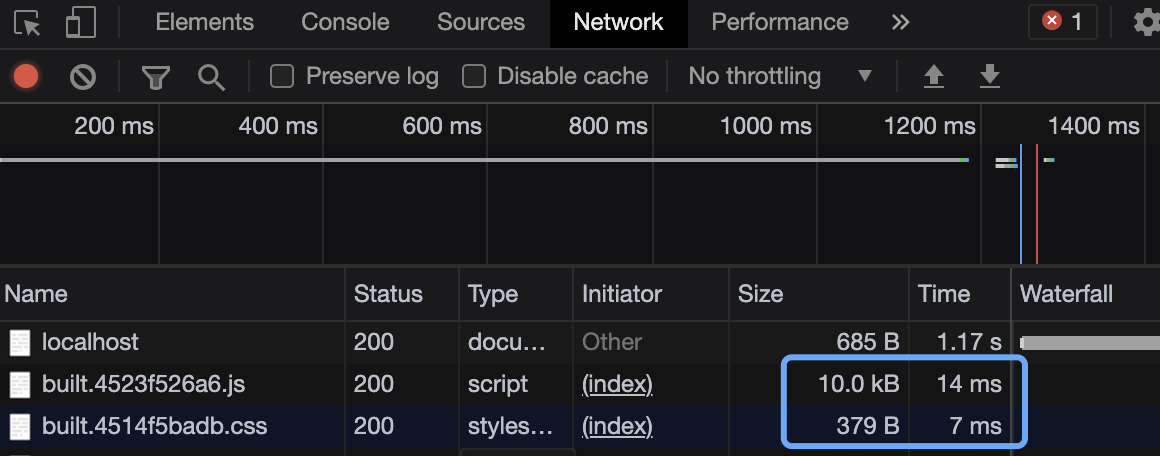 Elements Console Sources Network Performance » 1
Preserve log Disable cache No throttling
200 ms 400 ms 600 ms 800 ms 1000 ms 1200 ms 1400 ms
Name Status Type Initiator Size Time Waterfall
localhost 200 docu... Other 685 B 1.17 s
built.4523f526a6.js 200 script (index) 10.0 kB 14 ms
built.4514f5badb.css 200 styles... (index) 379 B 7 ms